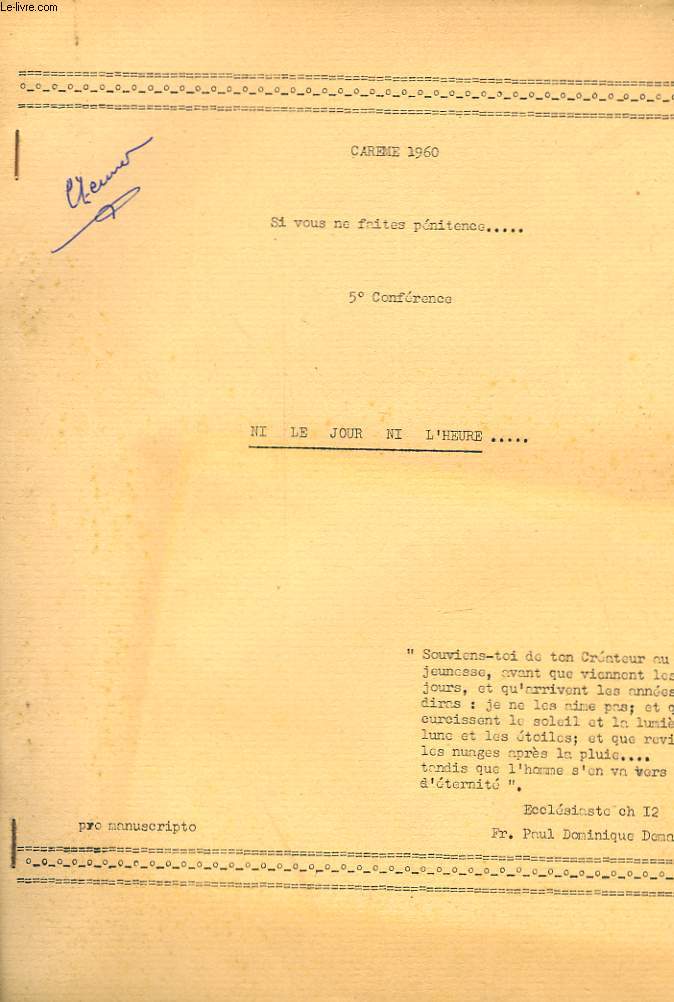 Le-livre.com
CAREME 1960
Si vous ne faites pénitence.....
5° Conférence
NI LE JOUR NI L'HEURE .....
" Souviens-toi de ton Créateur au
jeunesse, avant que viennent les
jours, et qu'arrivent les années
diras : je ne les aime pas; et q
curcissent le soleil et la lumiè
lune et les étoiles; et que revi
les nuages après la pluie....
tandis que l'homme s'en va vers
d'éternité ".
Ecclésiaste ch I2
pro manuscripto
Fr. Paul Dominique Dema